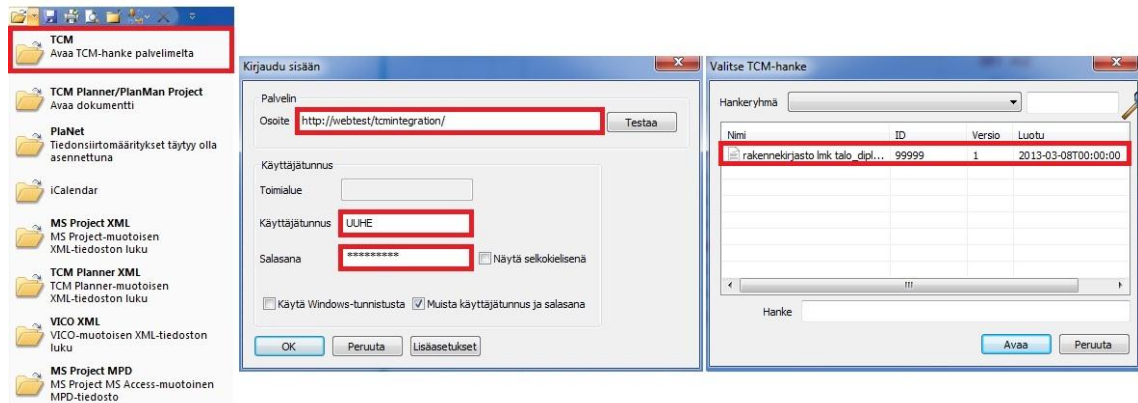 TCM
Avaa TCM-hanke palvelimelta
TCM Planner/PlanMan Project
Avaa dokumentti
PlaNet
Tiedonsiirtomääritykset täytyy olla
asennettuna
iCalendar
MS Project XML
MS Project-muotoisen
XML-tiedoston luku
TCM Planner XML
TCM Planner-muotoisen
XML-tiedoston luku
VICO XML
VICO-muotoisen XML-tiedoston
luku
MS Project MPD
MS Project MS Access-muotoinen
MPD-tiedosto
Kirjaudu sisään
Palvelin
Osoite http://webtest/tcmintegration/ Testaa
Käyttäjätunnus
Toimialue
Käyttäjätunnus UUHE
Salasana ********* Näytä selkokielisenä
Käytä Windows-tunnistusta Muista käyttäjätunnus ja salasana
OK Peruuta Lisäasetukset
Valitse TCM-hanke
Hankeryhmä
Nimi ID Versio Luotu
rakennekirjasto lmk talo_dipl... 99999 1 2013-03-08T00:00:00
Hanke
Avaa Peruuta